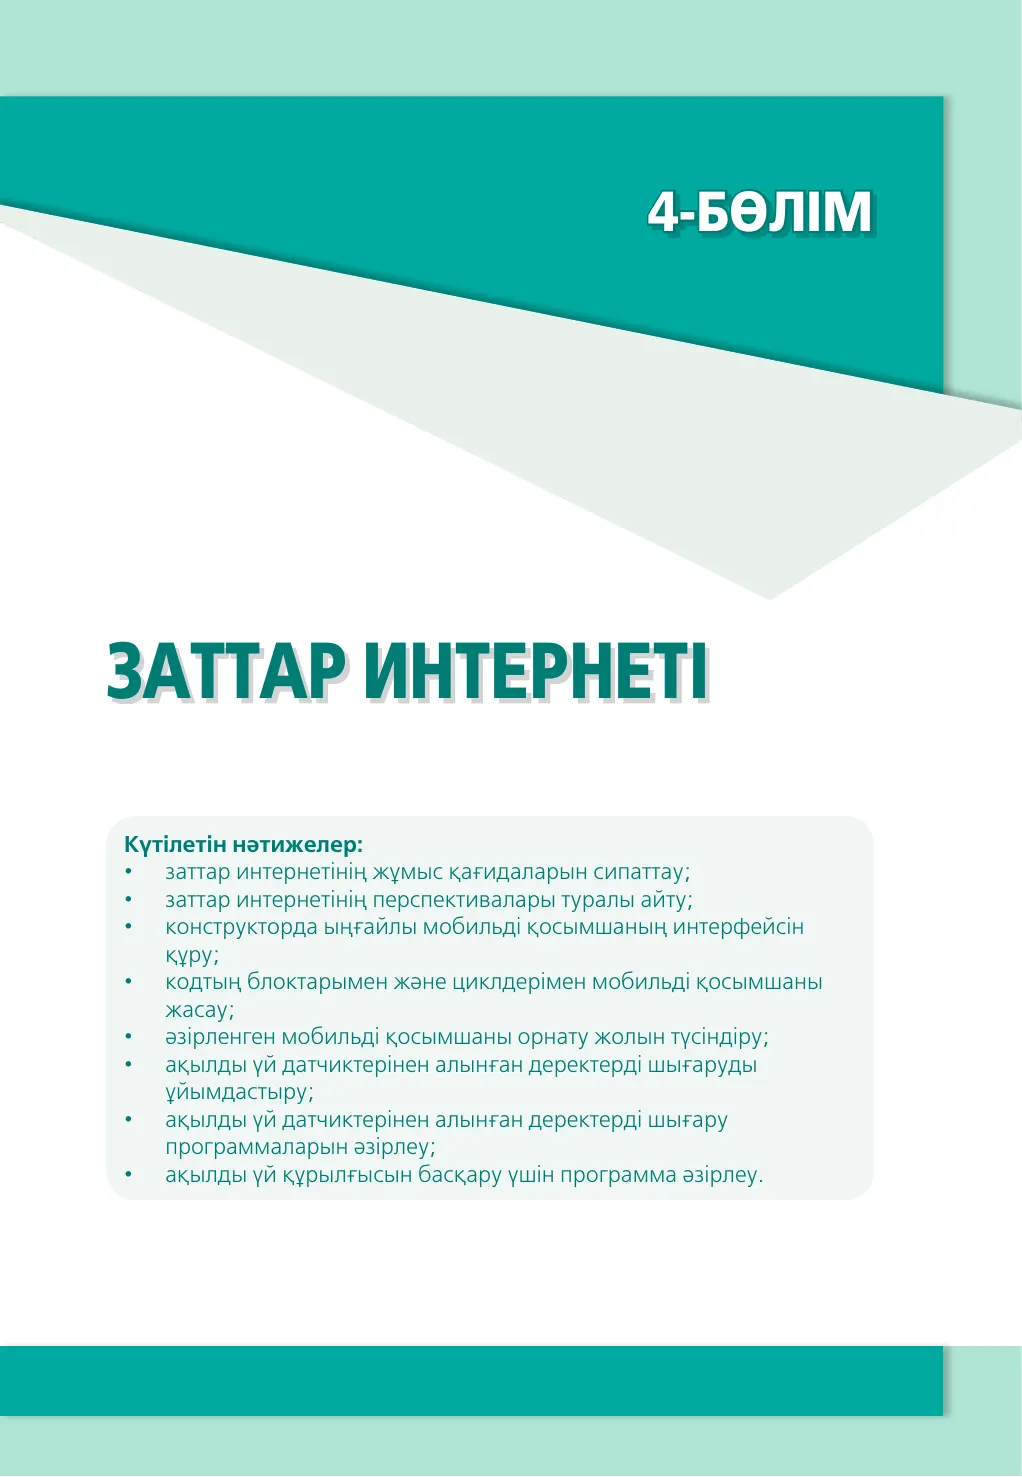 4-БӨЛІМ
ЗАТТАР ИНТЕРНЕТІ
Күтілетін нәтижелер:
• заттар интернетінің жұмыс қағидаларын сипаттау;
• заттар интернетінің перспективалары туралы айту;
• конструкторда ыңғайлы мобильді қосымшаның интерфейсін
құру;
• кодтың блоктарымен және циклдерімен мобильді қосымшаны
жасау;
• әзірленген мобильді қосымшаны орнату жолын түсіндіру;
• ақылды үй датчиктерінен алынған деректерді шығаруды
ұйымдастыру;
• ақылды үй датчиктерінен алынған деректерді шығару
программаларын әзірлеу;
• ақылды үй құрылғысын басқару үшін программа әзірлеу.